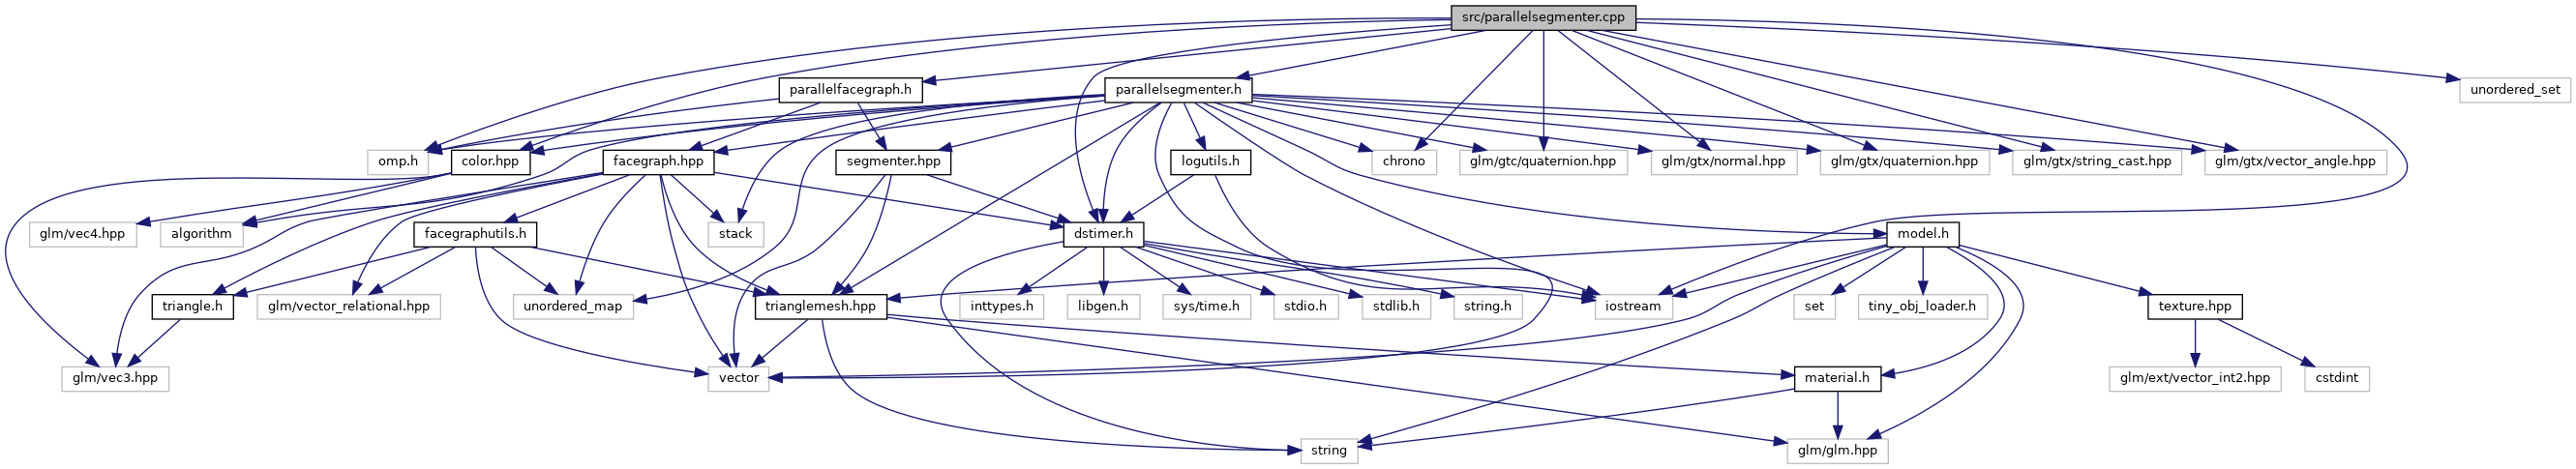 src/parallelsegmenter.cpp
parallelfacegraph.h
parallelsegmenter.h
unordered_set
omp.h
color.hpp
facegraph.hpp
segmenter.hpp
logutils.h
chrono
glm/gtc/quaternion.hpp
glm/gtx/normal.hpp
glm/gtx/quaternion.hpp
glm/gtx/string_cast.hpp
glm/gtx/vector_angle.hpp
glm/vec4.hpp
algorithm
facegraphutils.h
stack
dstimer.h
model.h
triangle.h
glm/vector_relational.hpp
unordered_map
trianglemesh.hpp
inttypes.h
libgen.h
sys/time.h
stdio.h
stdlib.h
string.h
iostream
set
tiny_obj_loader.h
texture.hpp
glm/vec3.hpp
vector
material.h
glm/ext/vector_int2.hpp
cstdint
string
glm/glm.hpp